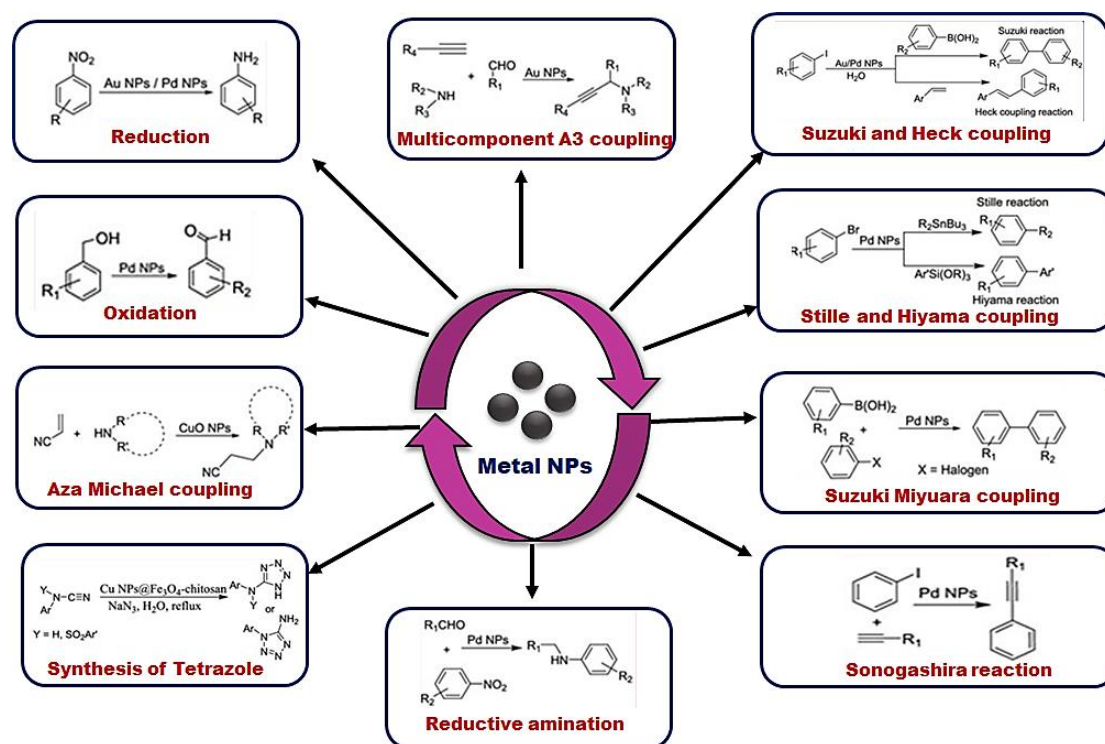 NO₂
Au NPs / Pd NPs
NH₂
R
R
Reduction
R₄
CHO
R₁
R₂
NH
R₃
+
Au NPs
R₁
R₂
N
R₃
R₄
Multicomponent A3 coupling
I
R₁
Au/Pd NPs
H₂O
B(OH)₂
R₂
Suzuki reaction
R₁
R₂
Ar
Ar
R₁
Heck coupling reaction
Suzuki and Heck coupling
OH
R₁
Pd NPs
O
H
R₂
Oxidation
Br
R₁
Pd NPs
R₂SnBu₃
Ar'Si(OR)₃
Stille reaction
R₁
R₂
Ar'
R₁
Hiyama reaction
Stille and Hiyama coupling
NC
+
HN
R
R'
CuO NPs
R
R'
N
NC
Aza Michael coupling
Metal NPs
B(OH)₂
R₁
+
R₂
X
Pd NPs
R₁
R₂
X = Halogen
Suzuki Miyuara coupling
Y
N−C≡N
Ar
Y = H, SO₂Ar'
Cu NPs@Fe₃O₄-chitosan
NaN₃, H₂O, reflux
Ar
N
Y
N
N
N
N
H
or
NH₂
Ar
N
N
N
N
Synthesis of Tetrazole
R₁CHO
+
NO₂
R₂
Pd NPs
R₁
HN
R₂
Reductive amination
I
+
R₁
Pd NPs
R₁
Sonogashira reaction